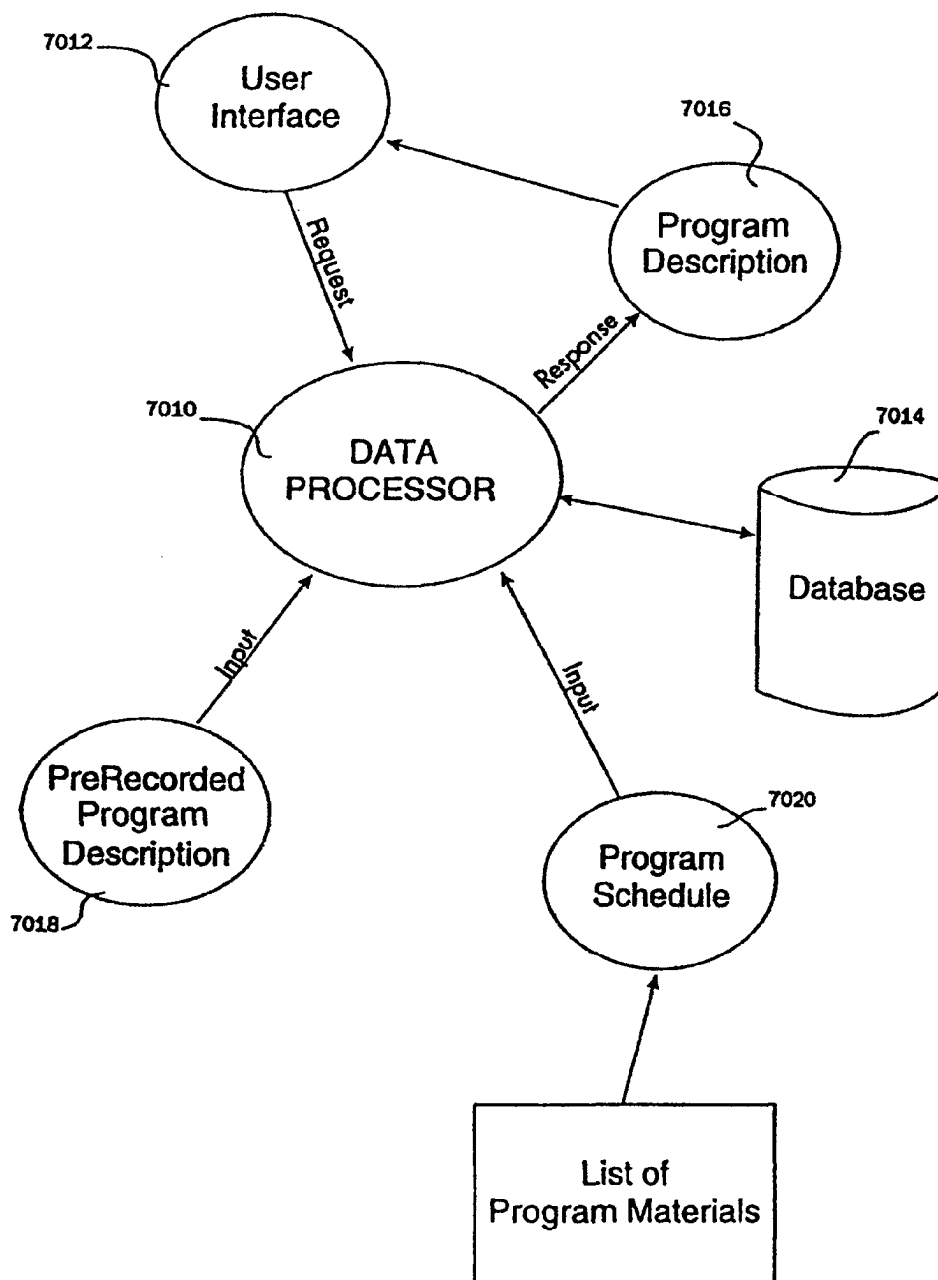 7012
User
Interface
7016
Program
Description
Request
Response
7010
DATA
PROCESSOR
7014
Database
Input
Input
PreRecorded
Program
Description
7018
7020
Program
Schedule
List of
Program Materials